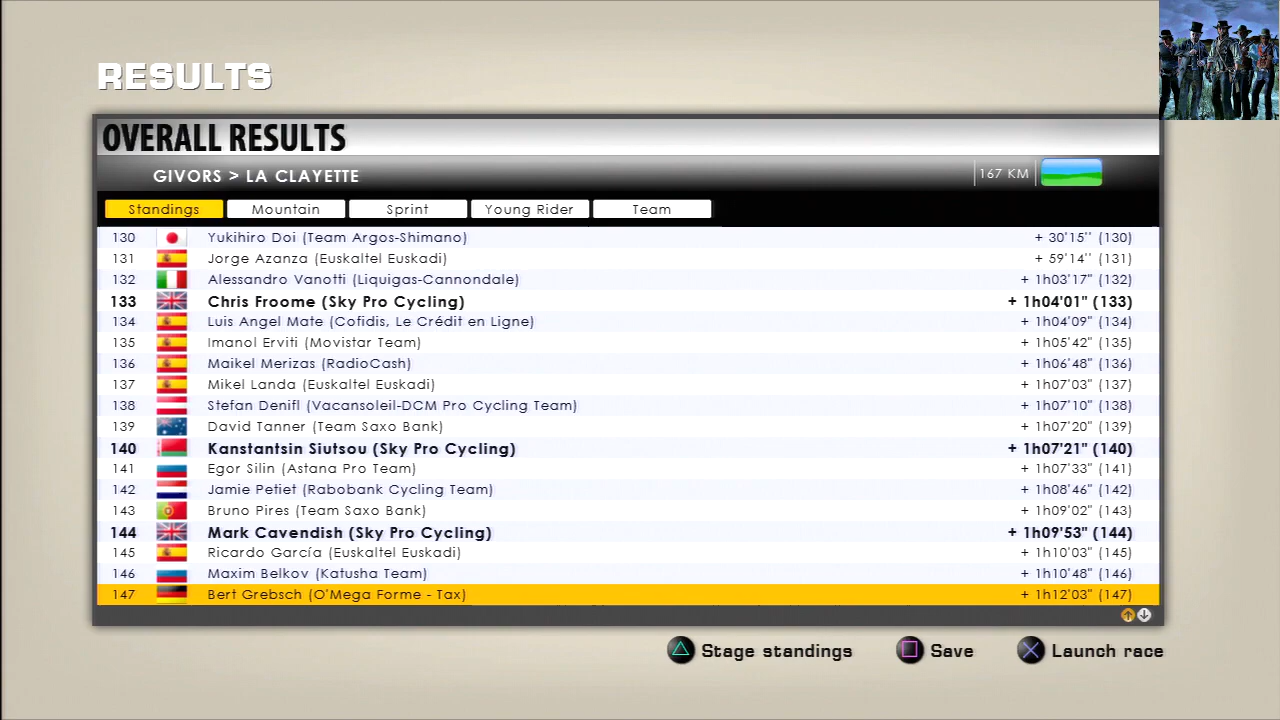 RESULTS
OVERALL RESULTS
GIVORS > LA CLAYETTE 167 KM
Standings Mountain Sprint Young Rider Team
130 Yukihiro Doi (Team Argos-Shimano) + 30'15'' (130)
131 Jorge Azanza (Euskaltel Euskadi) + 59'14'' (131)
132 Alessandro Vanotti (Liquigas-Cannondale) + 1h03'17" (132)
133 Chris Froome (Sky Pro Cycling) + 1h04'01" (133)
134 Luis Angel Mate (Cofidis, Le Crédit en Ligne) + 1h04'09" (134)
135 Imanol Erviti (Movistar Team) + 1h05'42" (135)
136 Maikel Merizas (RadioCash) + 1h06'48" (136)
137 Mikel Landa (Euskaltel Euskadi) + 1h07'03" (137)
138 Stefan Denifl (Vacansoleil-DCM Pro Cycling Team) + 1h07'10" (138)
139 David Tanner (Team Saxo Bank) + 1h07'20" (139)
140 Kanstantsin Siutsou (Sky Pro Cycling) + 1h07'21" (140)
141 Egor Silin (Astana Pro Team) + 1h07'33" (141)
142 Jamie Petiet (Rabobank Cycling Team) + 1h08'46" (142)
143 Bruno Pires (Team Saxo Bank) + 1h09'02" (143)
144 Mark Cavendish (Sky Pro Cycling) + 1h09'53" (144)
145 Ricardo García (Euskaltel Euskadi) + 1h10'03" (145)
146 Maxim Belkov (Katusha Team) + 1h10'48" (146)
147 Bert Grebsch (O'Mega Forme - Tax) + 1h12'03" (147)
Stage standings Save Launch race